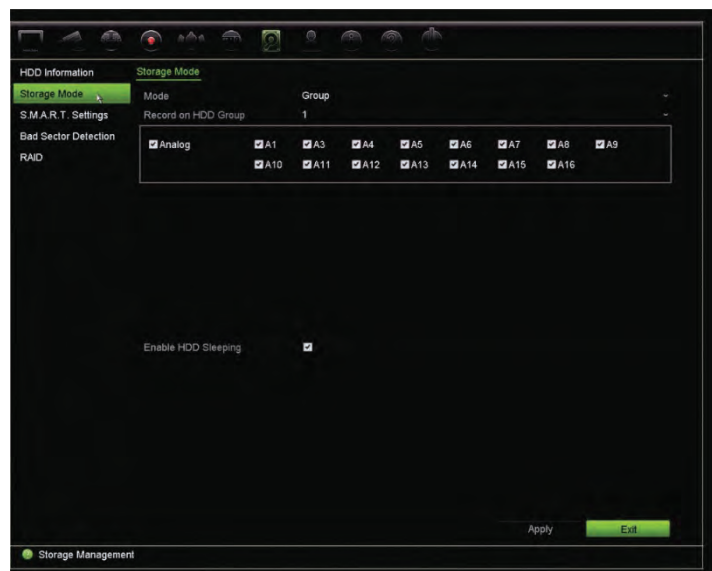 HDD Information
Storage Mode
S.M.A.R.T. Settings
Bad Sector Detection
RAID
Storage Mode
Mode Group
Record on HDD Group 1
Analog A1 A3 A4 A5 A6 A7 A8 A9
A10 A11 A12 A13 A14 A15 A16
Enable HDD Sleeping
Apply Exit
Storage Management